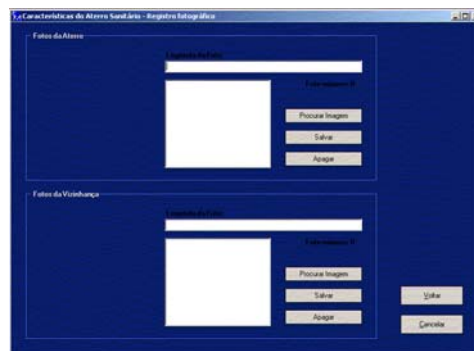 Características do Aterro Sanitário - Registro fotográfico
Fotos do Aterro
Legenda da Foto:
Procurar Imagem
Salvar
Apagar
Fotos da Vizinhança
Legenda da Foto:
Procurar Imagem
Salvar
Apagar
Voltar
Cancelar